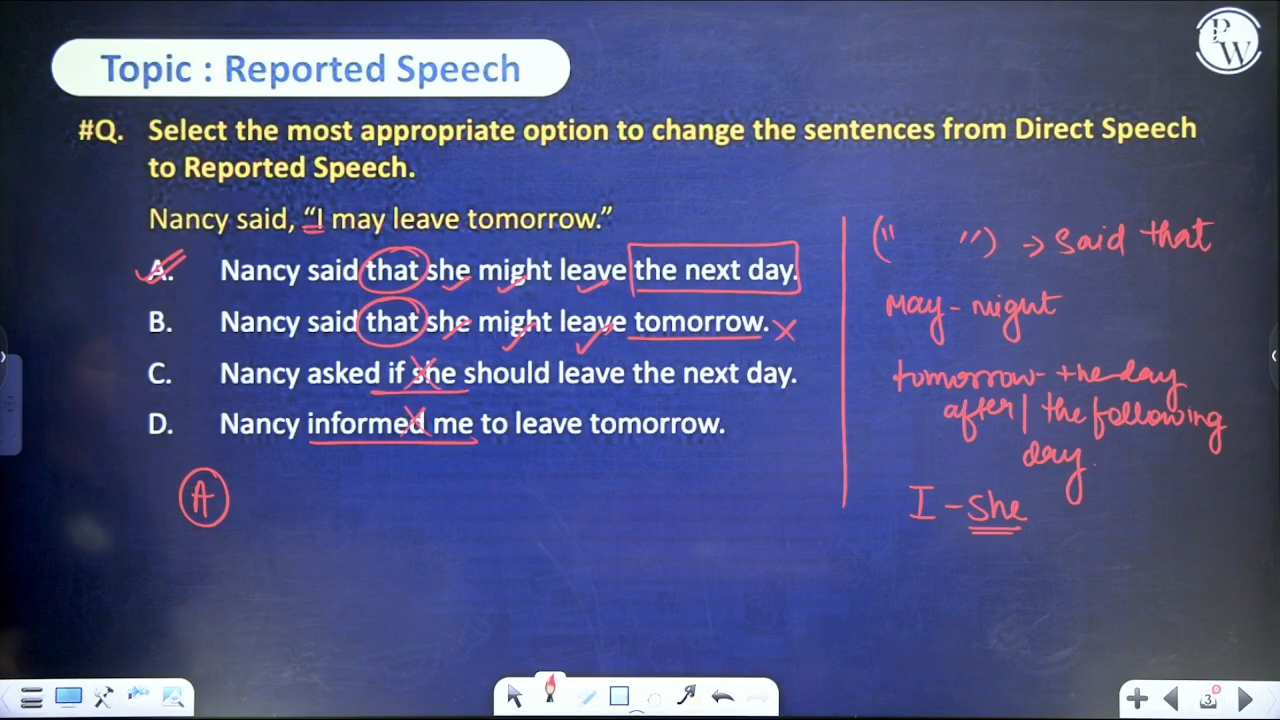 PW
Topic : Reported Speech
#Q. Select the most appropriate option to change the sentences from Direct Speech
to Reported Speech.
Nancy said, “I may leave tomorrow.”
A. Nancy said that she might leave the next day.
B. Nancy said that she might leave tomorrow.
C. Nancy asked if she should leave the next day.
D. Nancy informed me to leave tomorrow.
A
(" ") → Said that
May - might
tomorrow - the day
after / the following
day.
I - She
3